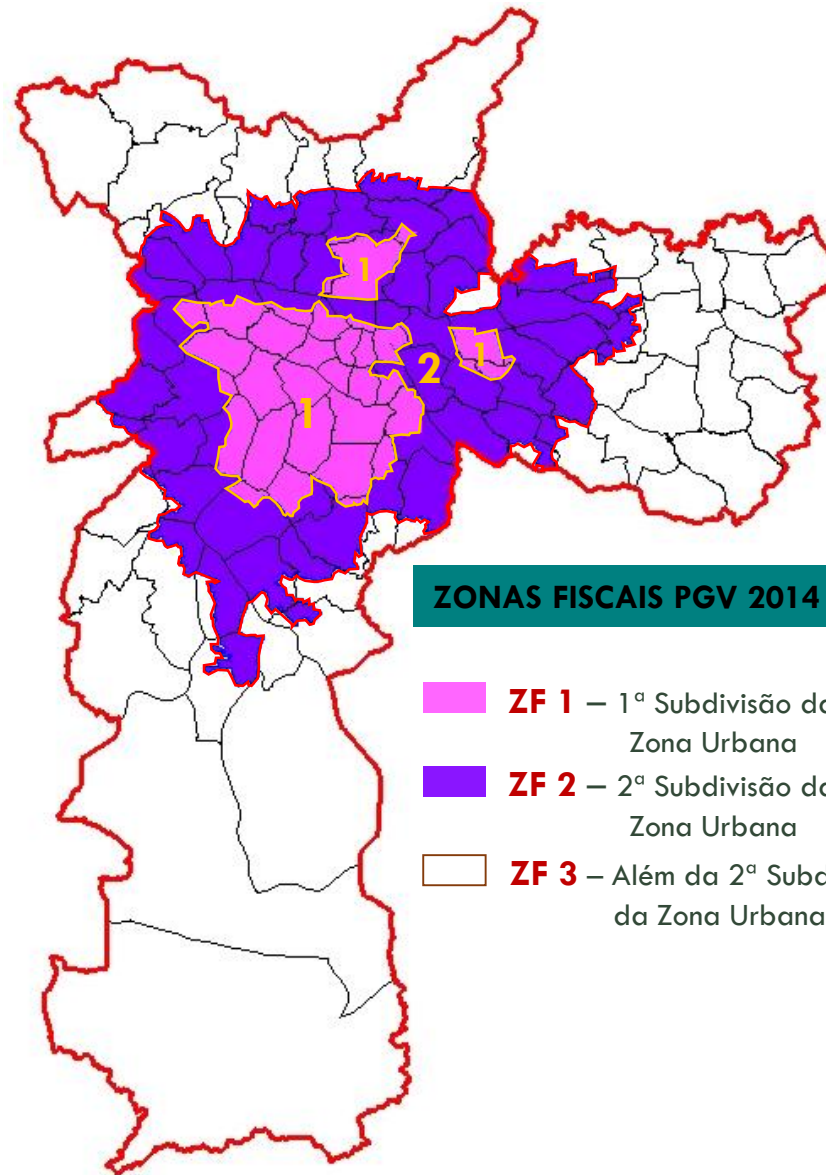 1
1
2
1
ZONAS FISCAIS PGV 2014
ZF 1 – 1ª Subdivisão da
Zona Urbana
ZF 2 – 2ª Subdivisão da
Zona Urbana
ZF 3 – Além da 2ª Subd
da Zona Urbana